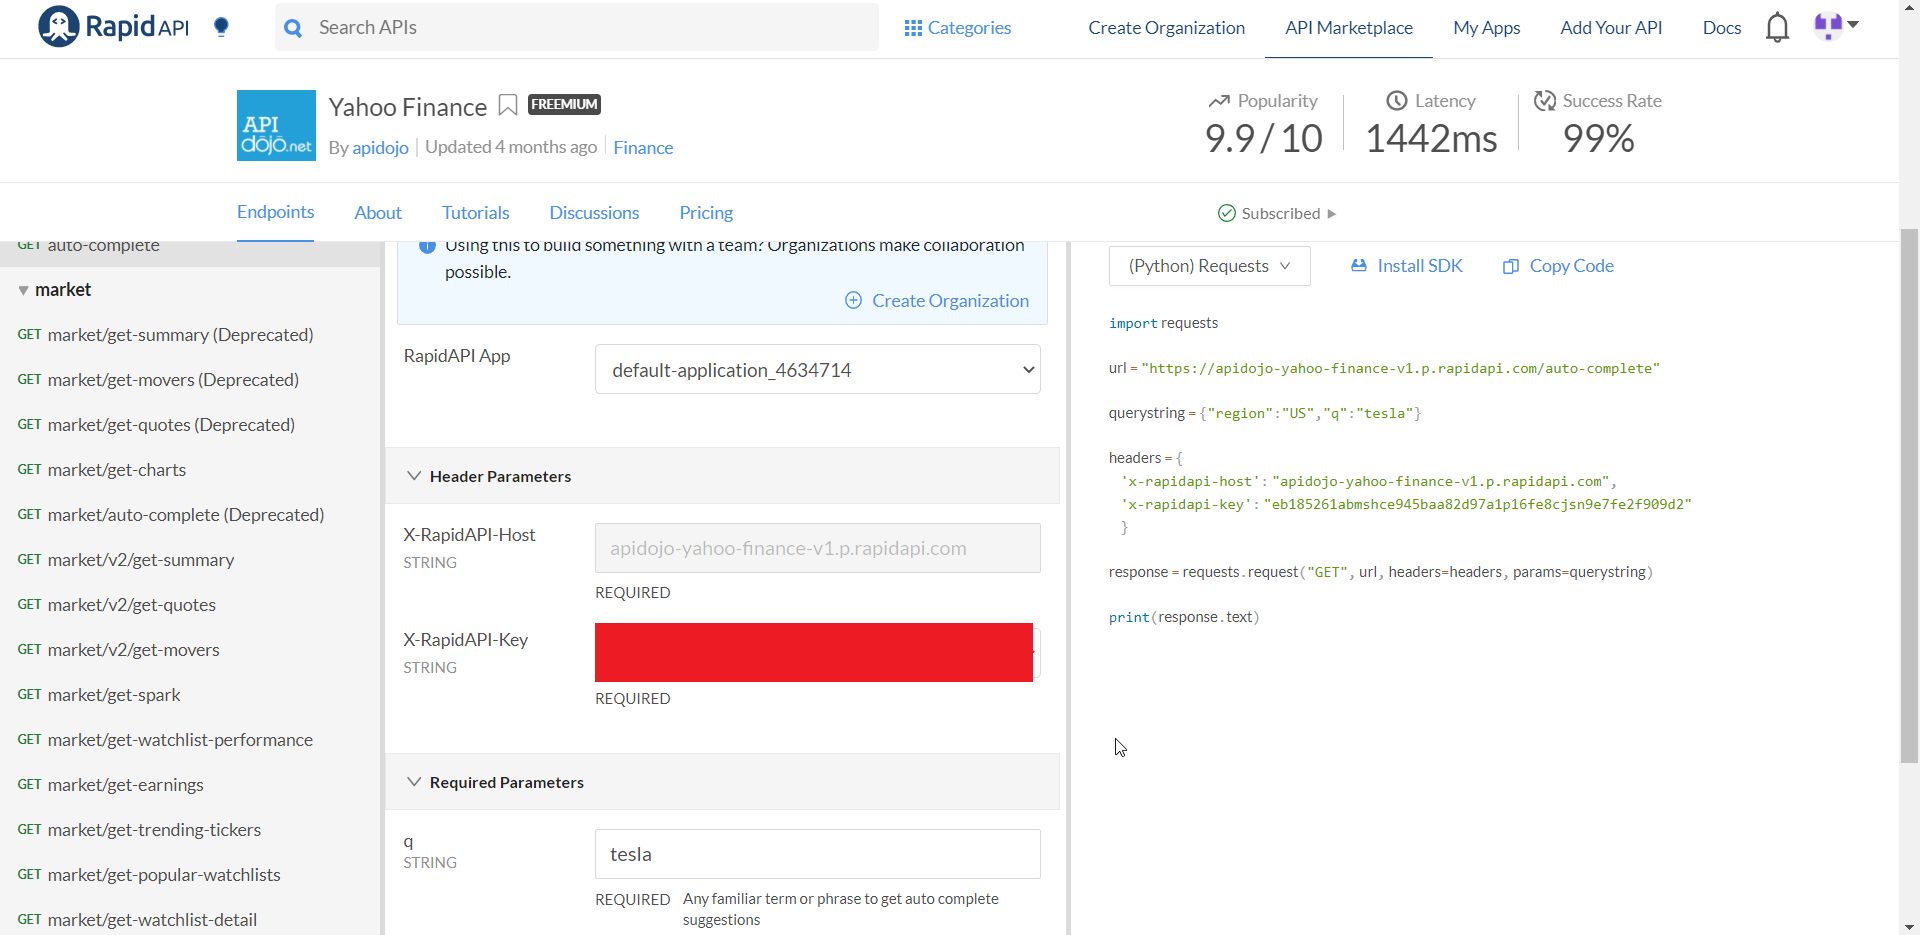 RapidAPI
Search APIs
Categories
Create Organization
API Marketplace
My Apps
Add Your API
Docs
API
dōjō.net
Yahoo Finance
FREEMIUM
By apidojo
Updated 4 months ago
Finance
Popularity
9.9 / 10
Latency
1442ms
Success Rate
99%
Endpoints
About
Tutorials
Discussions
Pricing
Subscribed
GET auto-complete
market
GET market/get-summary (Deprecated)
GET market/get-movers (Deprecated)
GET market/get-quotes (Deprecated)
GET market/get-charts
GET market/auto-complete (Deprecated)
GET market/v2/get-summary
GET market/v2/get-quotes
GET market/v2/get-movers
GET market/get-spark
GET market/get-watchlist-performance
GET market/get-earnings
GET market/get-trending-tickers
GET market/get-popular-watchlists
GET market/get-watchlist-detail
Using this to build something with a team? Organizations make collaboration
possible.
Create Organization
RapidAPI App
default-application_4634714
Header Parameters
X-RapidAPI-Host
STRING
apidojo-yahoo-finance-v1.p.rapidapi.com
REQUIRED
X-RapidAPI-Key
STRING
REQUIRED
Required Parameters
q
STRING
tesla
REQUIRED
Any familiar term or phrase to get auto complete
suggestions
(Python) Requests
Install SDK
Copy Code
import requests
url = "https://apidojo-yahoo-finance-v1.p.rapidapi.com/auto-complete"
querystring = {"region":"US","q":"tesla"}
headers = {
'x-rapidapi-host': "apidojo-yahoo-finance-v1.p.rapidapi.com",
'x-rapidapi-key': "eb185261abmshce945baa82d97a1p16fe8cjsn9e7fe2f909d2"
}
response = requests.request("GET", url, headers=headers, params=querystring)
print(response.text)